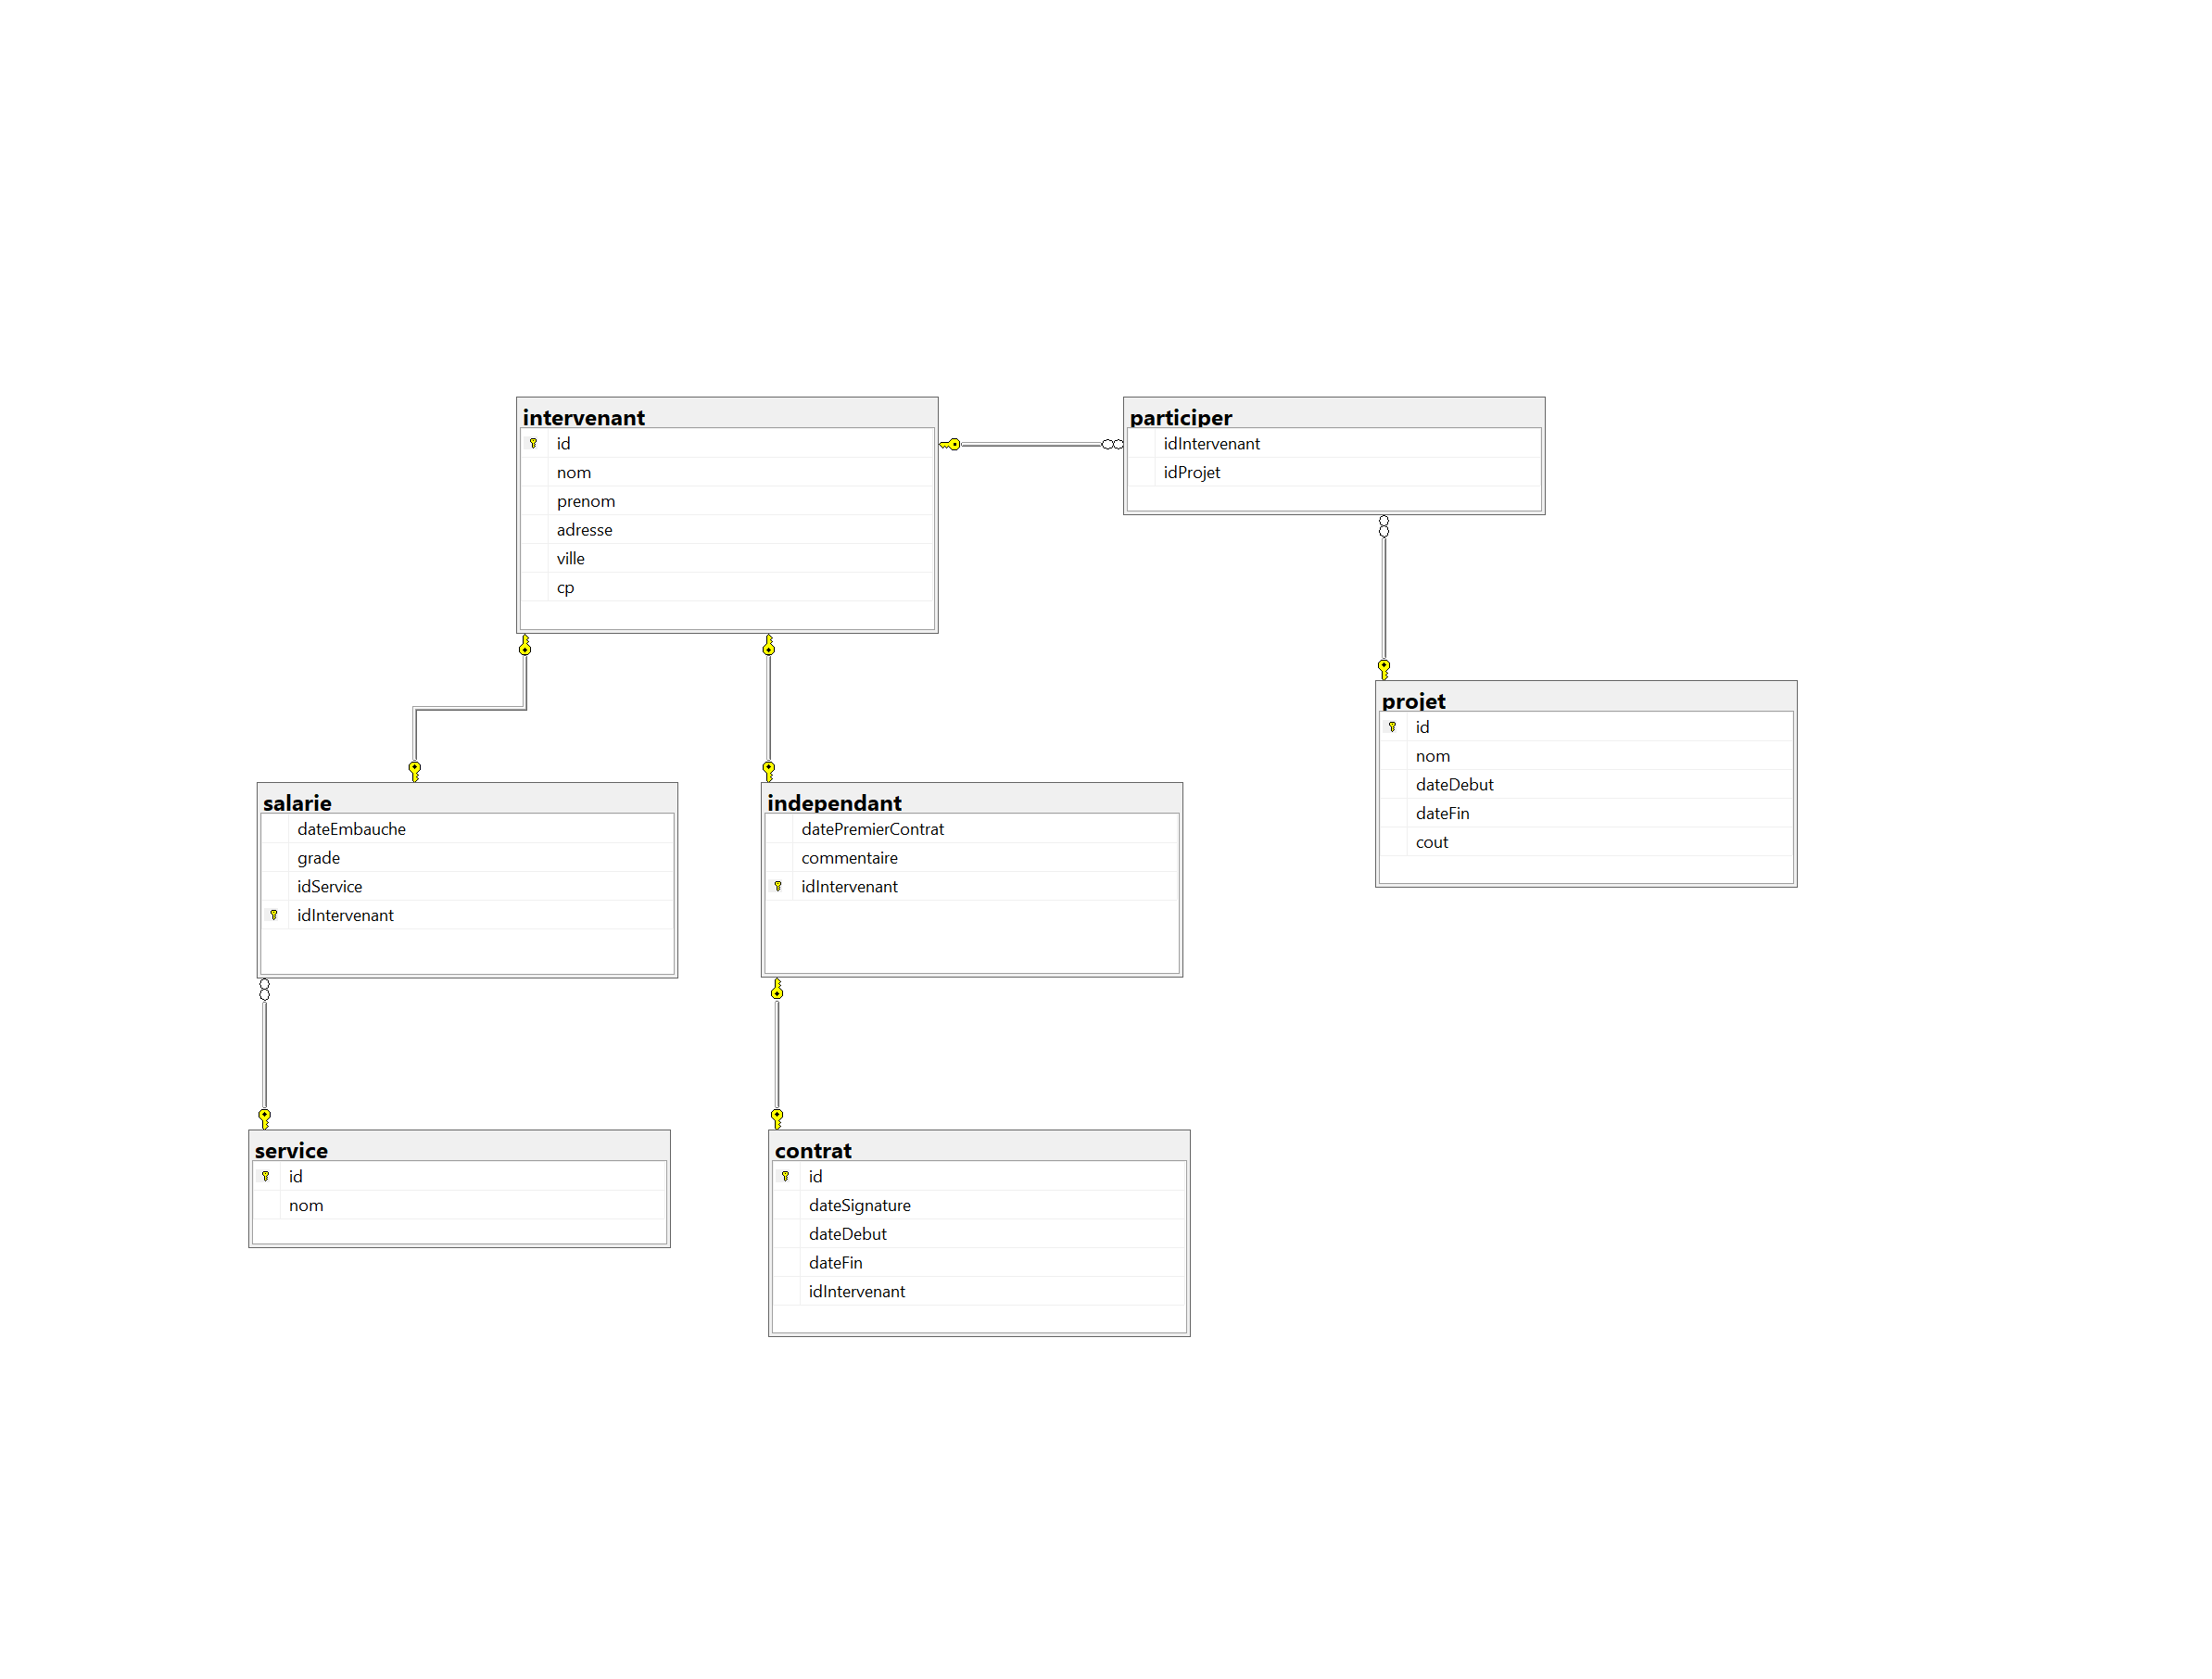 intervenant
id
nom
prenom
adresse
ville
cp
participer
idIntervenant
idProjet
projet
id
nom
dateDebut
dateFin
cout
salarie
dateEmbauche
grade
idService
idIntervenant
independant
datePremierContrat
commentaire
idIntervenant
service
id
nom
contrat
id
dateSignature
dateDebut
dateFin
idIntervenant